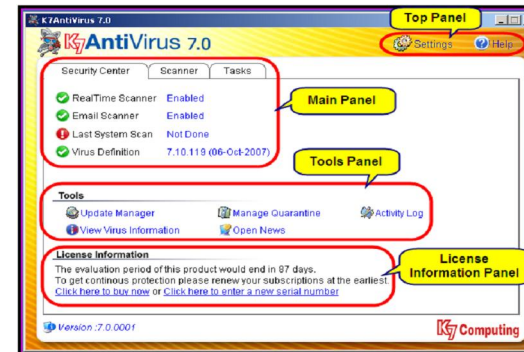 K7AntiVirus 7.0
Top Panel
K7AntiVirus 7.0
Settings Help
Security Center Scanner Tasks
RealTime Scanner Enabled
Email Scanner Enabled
Main Panel
Last System Scan Not Done
Virus Definition 7.10.119 (06-Oct-2007)
Tools Panel
Tools
Update Manager Manage Quarantine Activity Log
View Virus Information Open News
License Information
License Information Panel
The evaluation period of this product would end in 87 days.
To get continous protection please renew your subscriptions at the earliest.
Click here to buy now or Click here to enter a new serial number
Version :7.0.0001
K7 Computing